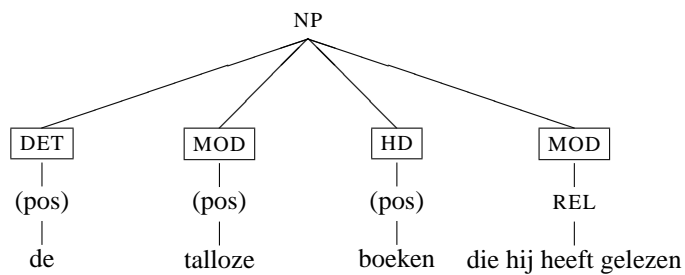 NP
DET MOD HD MOD
(pos) (pos) (pos) REL
de talloze boeken die hij heeft gelezen